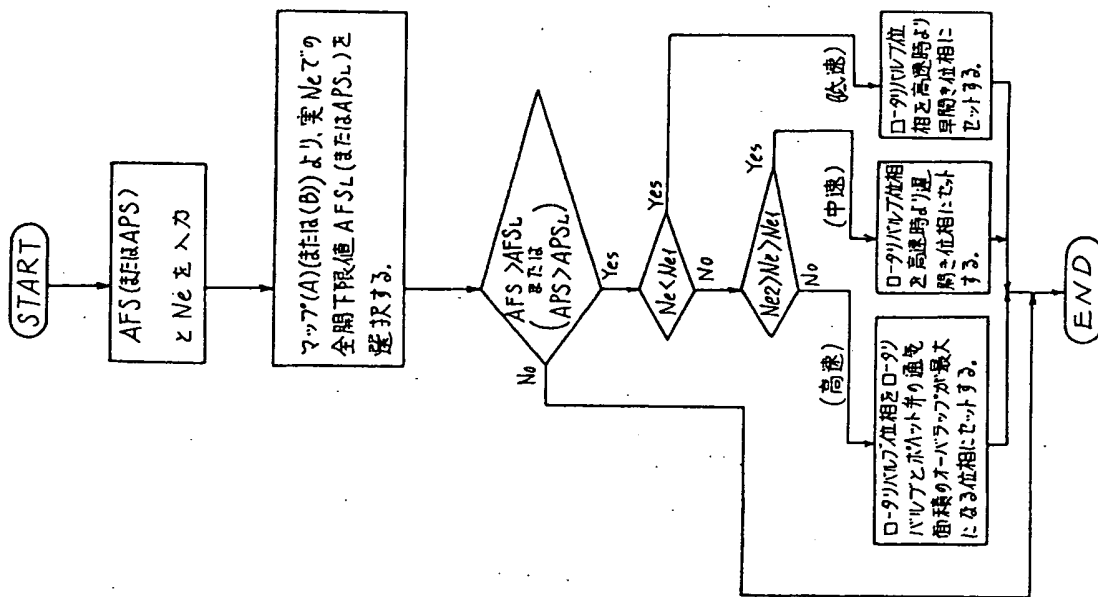 START
AFS(またはAPS)
とNeを入力
マップ(A)(または(B))より、実Neでの
全開下限値AFSL(またはAPSL)を
選択する。
AFS>AFSL
または
(APS>APSL)
No
Yes
Ne<Ne1
Yes
No
Ne2>Ne>Ne1
Yes
No
(高速)
(中速)
(低速)
ロータリバルブ位相をロータリ
バルブとポペット弁の通気
面積のオーバラップが最大
になる位相にセットする。
ロータリバルブ位相
を高速時より遅
開き位相にセット
する。
ロータリバルブ位
相を高速時より
早開き位相に
セットする。
END